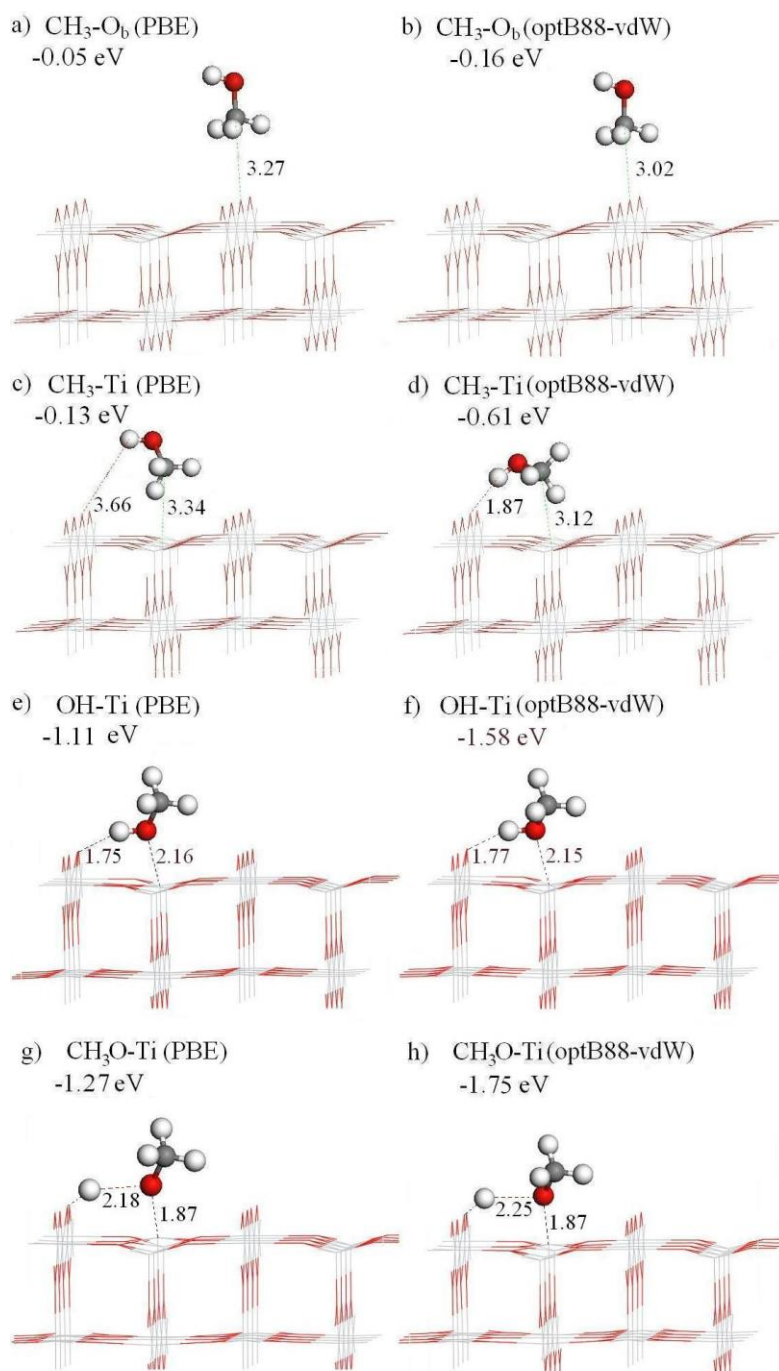 a) CH₃-O_b (PBE)
-0.05 eV
3.27
b) CH₃-O_b (optB88-vdW)
-0.16 eV
3.02
c) CH₃-Ti (PBE)
-0.13 eV
3.66
3.34
d) CH₃-Ti (optB88-vdW)
-0.61 eV
1.87
3.12
e) OH-Ti (PBE)
-1.11 eV
1.75
2.16
f) OH-Ti (optB88-vdW)
-1.58 eV
1.77
2.15
g) CH₃O-Ti (PBE)
-1.27 eV
2.18
1.87
h) CH₃O-Ti (optB88-vdW)
-1.75 eV
2.25
1.87